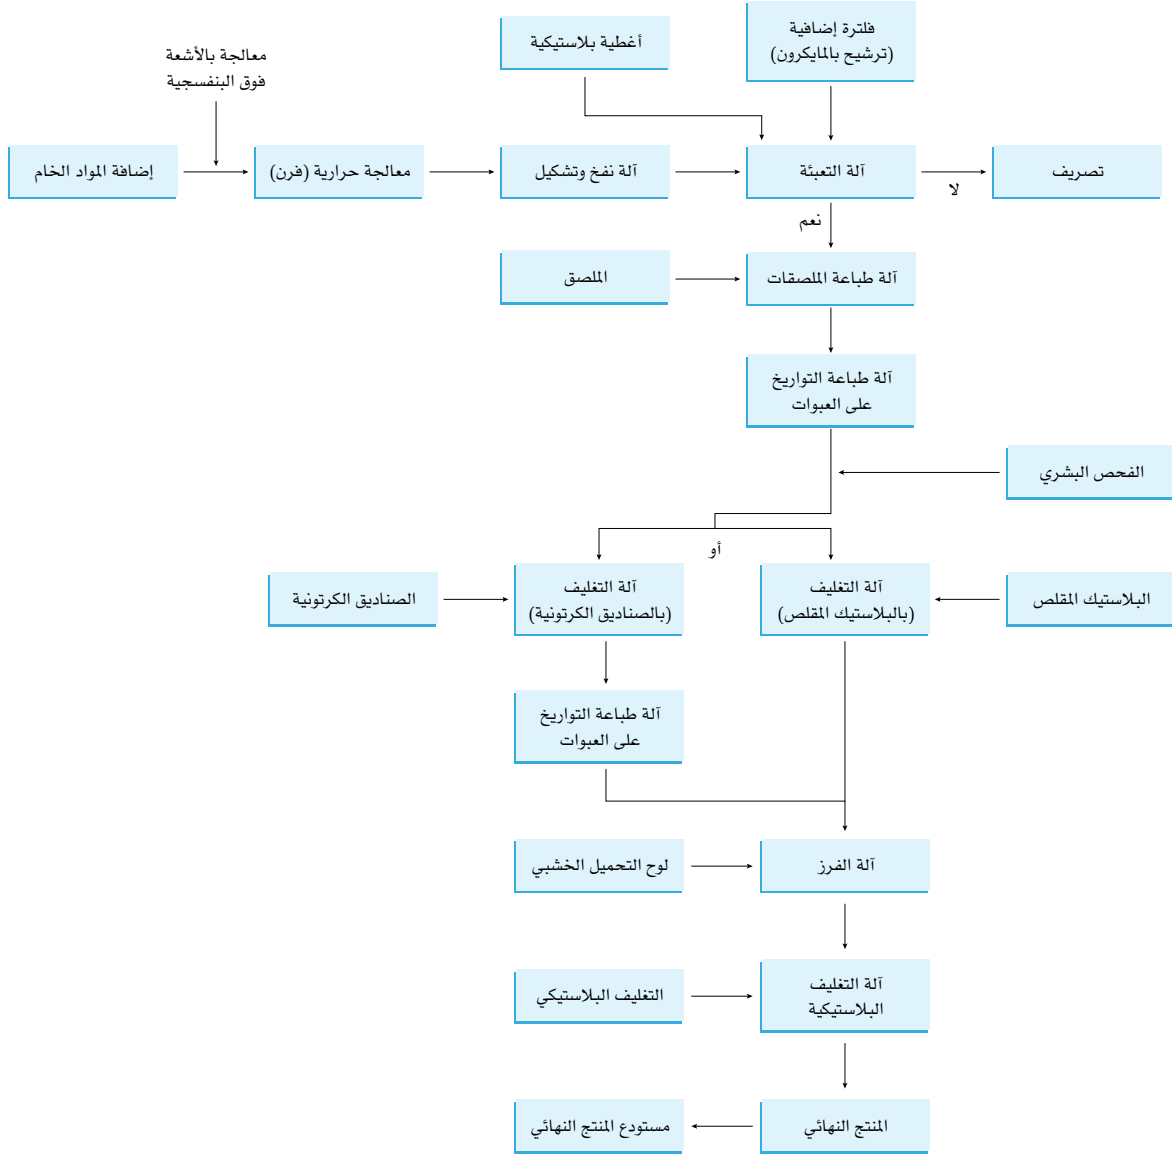 أغطية بلاستيكية
فلترة إضافية
(ترشيح بالمايكرون)
معالجة بالأشعة
فوق البنفسجية
إضافة المواد الخام
معالجة حرارية (فرن)
آلة نفخ وتشكيل
آلة التعبئة
لا
تصريف
نعم
الملصق
آلة طباعة الملصقات
آلة طباعة التواريخ
على العبوات
الفحص البشري
أو
الصناديق الكرتونية
آلة التغليف
(بالصناديق الكرتونية)
آلة التغليف
(بالبلاستيك المقلص)
البلاستيك المقلص
آلة طباعة التواريخ
على العبوات
لوح التحميل الخشبي
آلة الفرز
التغليف البلاستيكي
آلة التغليف
البلاستيكية
المنتج النهائي
مستودع المنتج النهائي